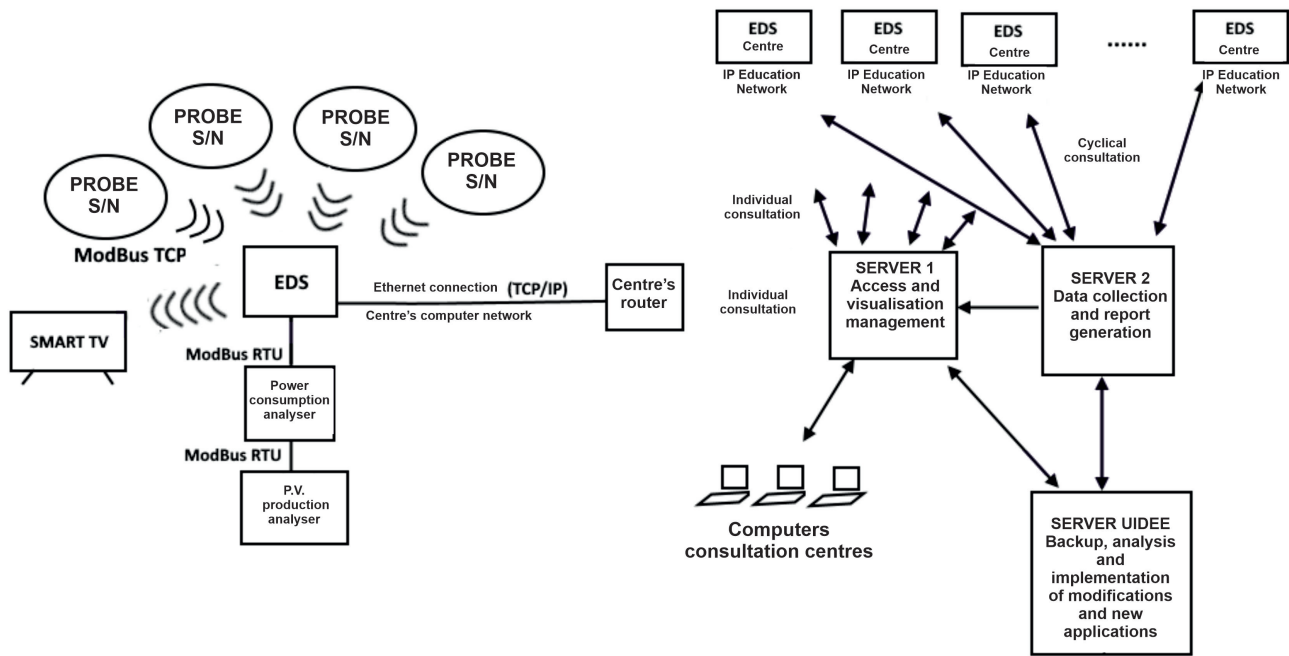 PROBE
S/N
PROBE
S/N
PROBE
S/N
PROBE
S/N
ModBus TCP
EDS
Ethernet connection (TCP/IP)
Centre's computer network
Centre's
router
SMART TV
ModBus RTU
Power
consumption
analyser
ModBus RTU
P.V.
production
analyser
EDS
Centre
IP Education
Network
EDS
Centre
IP Education
Network
EDS
Centre
IP Education
Network
......
EDS
Centre
IP Education
Network
Cyclical
consultation
Individual
consultation
Individual
consultation
SERVER 1
Access and
visualisation
management
SERVER 2
Data collection
and report
generation
Computers
consultation centres
SERVER UIDEE
Backup, analysis
and
implementation
of modifications
and new
applications